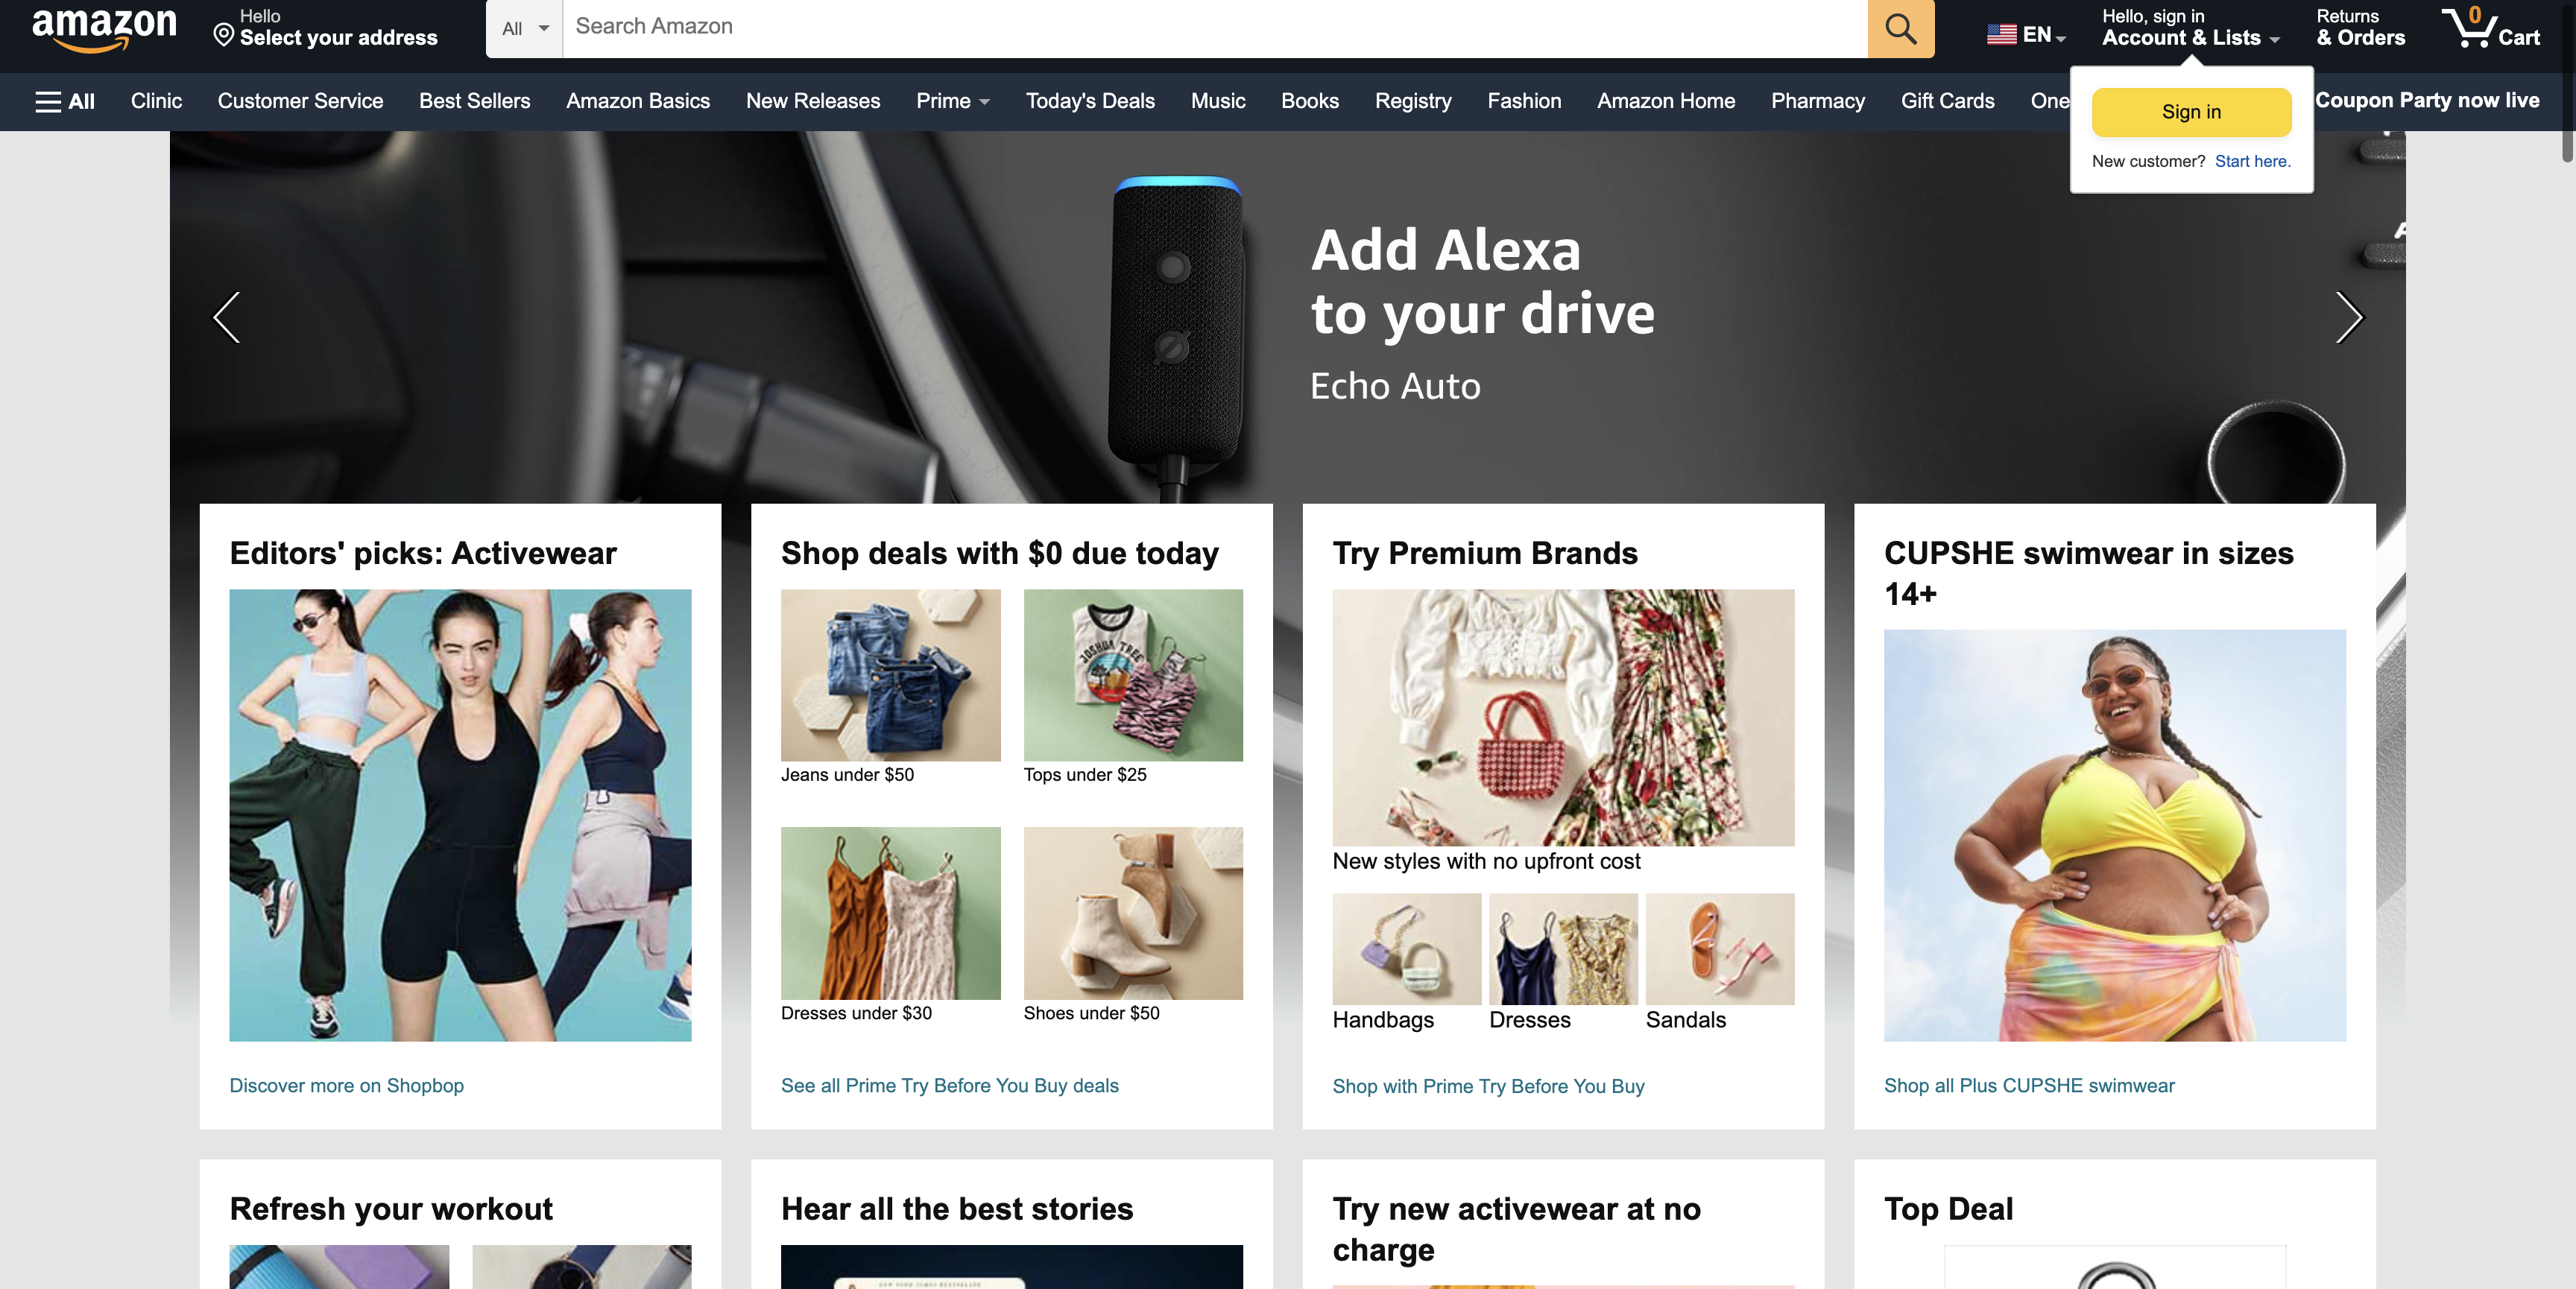 amazon
Hello
Select your address
All
Search Amazon
EN
Hello, sign in
Account & Lists
Returns
& Orders
0
Cart
All
Clinic
Customer Service
Best Sellers
Amazon Basics
New Releases
Prime
Today's Deals
Music
Books
Registry
Fashion
Amazon Home
Pharmacy
Gift Cards
One
Coupon Party now live
Sign in
New customer? Start here.
Add Alexa
to your drive
Echo Auto
Editors' picks: Activewear
Discover more on Shopbop
Shop deals with $0 due today
JOSHUA TREE
Jeans under $50
Tops under $25
Dresses under $30
Shoes under $50
See all Prime Try Before You Buy deals
Try Premium Brands
New styles with no upfront cost
Handbags
Dresses
Sandals
Shop with Prime Try Before You Buy
CUPSHE swimwear in sizes
14+
Shop all Plus CUPSHE swimwear
Refresh your workout
Hear all the best stories
NEW YORK TIMES BESTSELLER
Try new activewear at no
charge
Top Deal